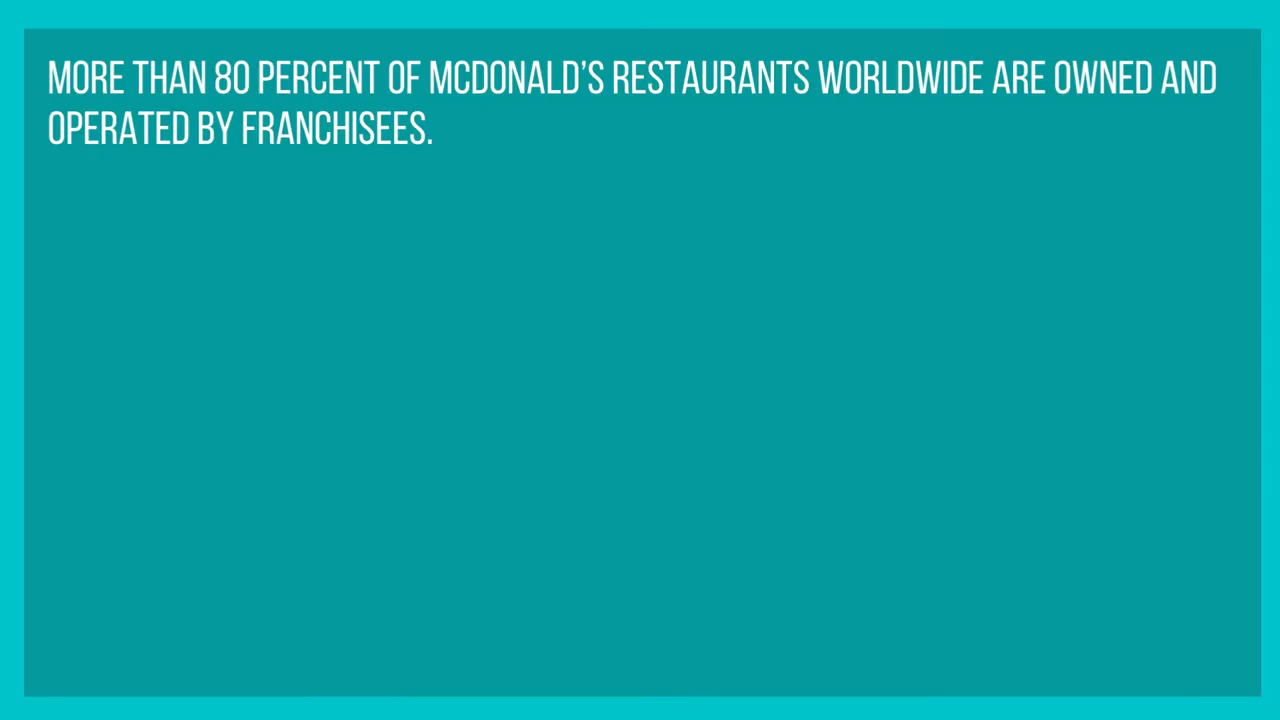 MORE THAN 80 PERCENT OF MCDONALD’S RESTAURANTS WORLDWIDE ARE OWNED AND
OPERATED BY FRANCHISEES.